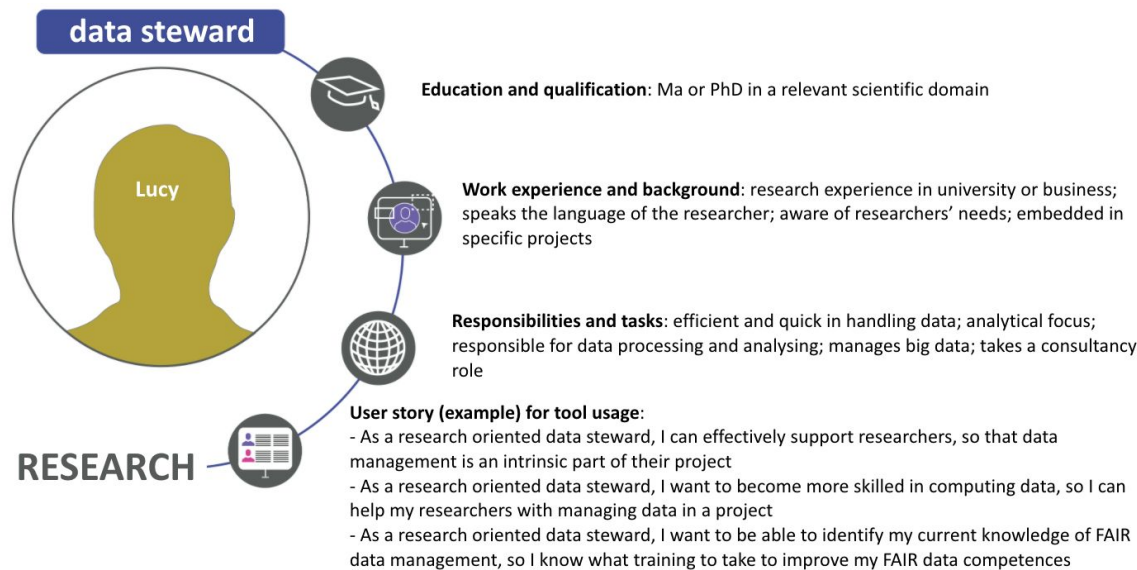 data steward
Education and qualification: Ma or PhD in a relevant scientific domain
Lucy
Work experience and background: research experience in university or business;
speaks the language of the researcher; aware of researchers’ needs; embedded in
specific projects
Responsibilities and tasks: efficient and quick in handling data; analytical focus;
responsible for data processing and analysing; manages big data; takes a consultancy
role
RESEARCH
User story (example) for tool usage:
- As a research oriented data steward, I can effectively support researchers, so that data
management is an intrinsic part of their project
- As a research oriented data steward, I want to become more skilled in computing data, so I can
help my researchers with managing data in a project
- As a research oriented data steward, I want to be able to identify my current knowledge of FAIR
data management, so I know what training to take to improve my FAIR data competences